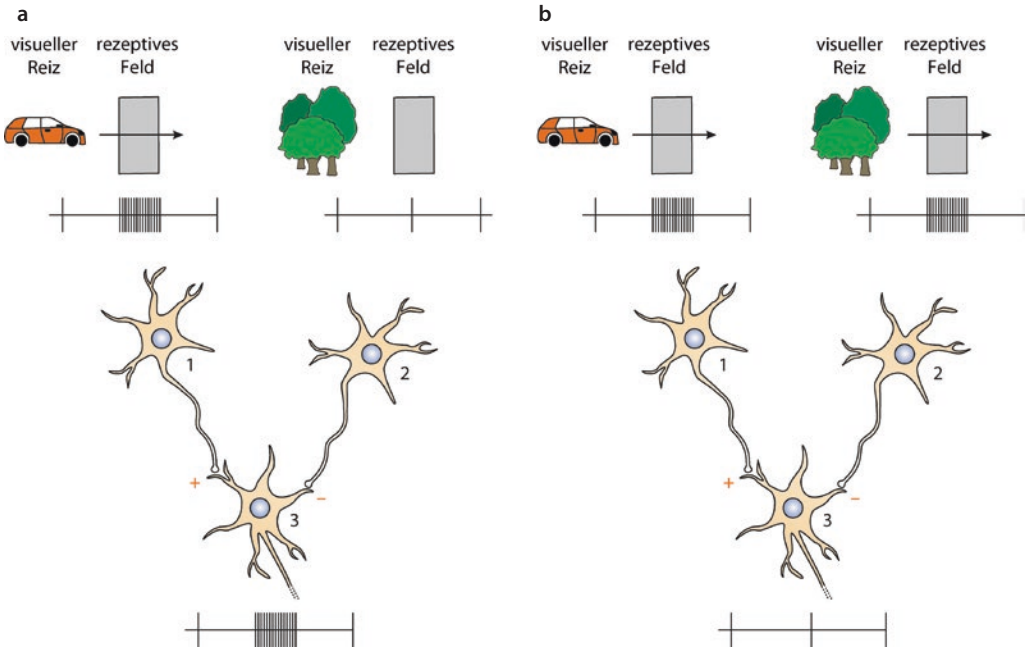 a
visueller
Reiz
rezeptives
Feld
visueller
Reiz
rezeptives
Feld
1
2
+
−
3
b
visueller
Reiz
rezeptives
Feld
visueller
Reiz
rezeptives
Feld
1
2
+
−
3